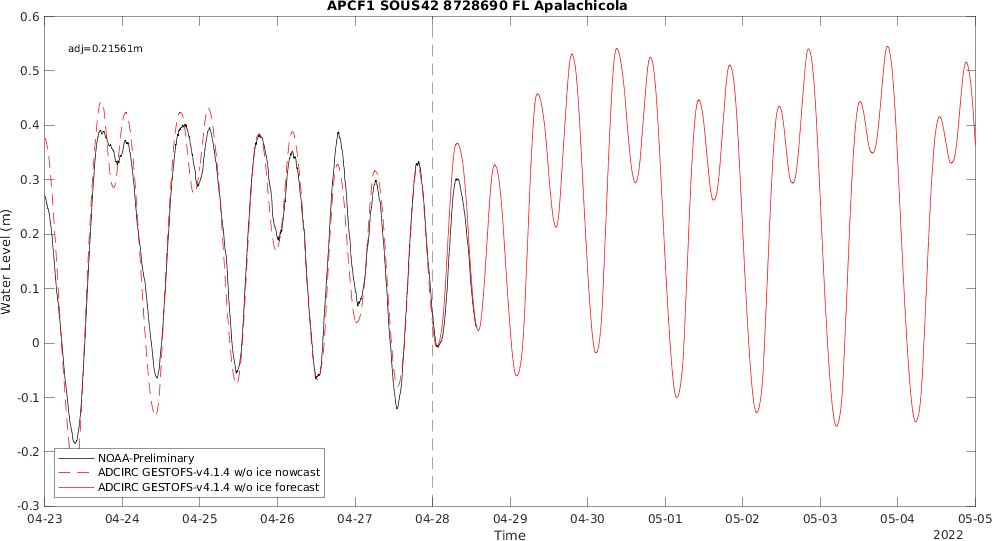 APCF1 SOUS42 8728690 FL Apalachicola
adj=0.21561m
0.6
0.5
0.4
0.3
0.2
0.1
0
-0.1
-0.2
-0.3
Water Level (m)
NOAA-Preliminary
ADCIRC GESTOFS-v4.1.4 w/o ice nowcast
ADCIRC GESTOFS-v4.1.4 w/o ice forecast
04-23 04-24 04-25 04-26 04-27 04-28 04-29 04-30 05-01 05-02 05-03 05-04 05-05
Time
2022